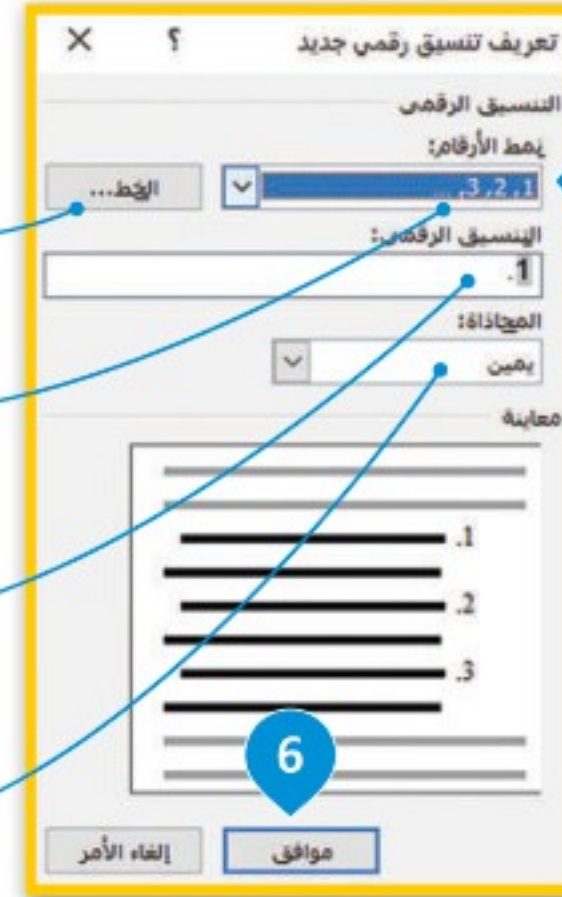 تعريف تنسيق رقمي جديد ؟ ×
التنسيق الرقمي
نمط الأرقام:
1, 2, 3, ... الخط...
التنسيق الرقمي:
1.
المحاذاة:
يمين
معاينة
1.
2.
3.
6
موافق إلغاء الأمر